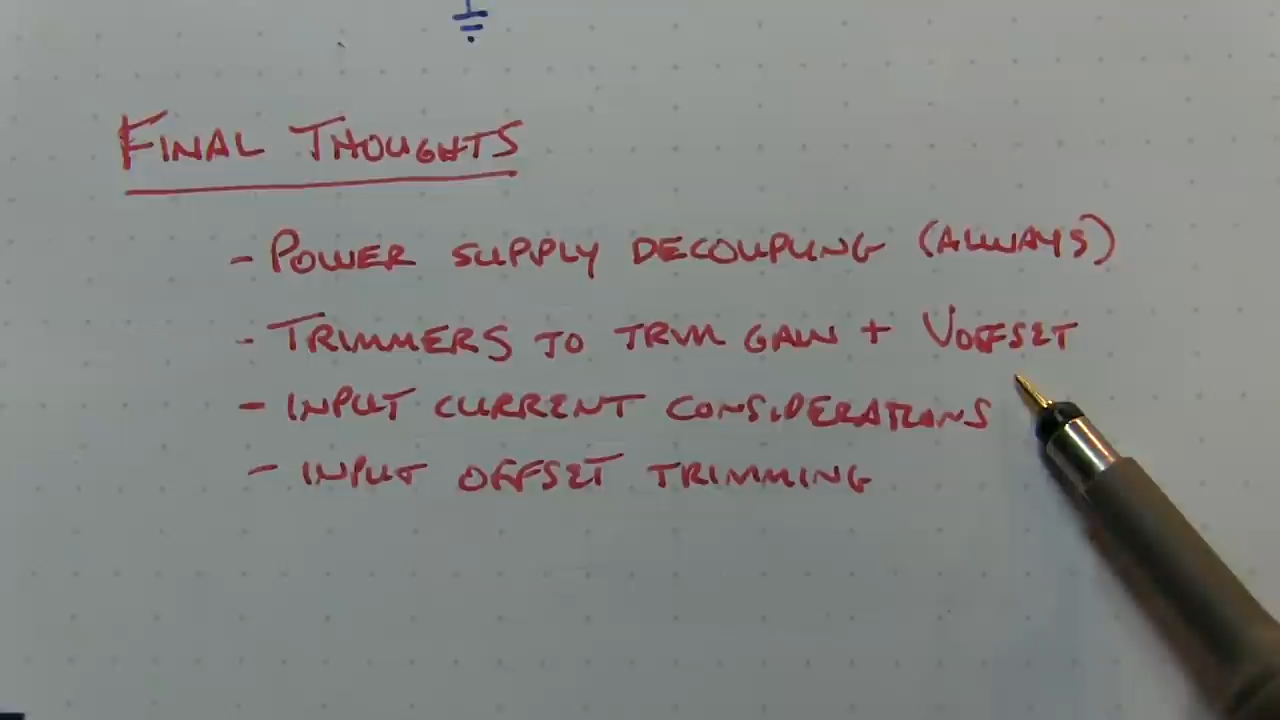 FINAL THOUGHTS
- POWER SUPPLY DECOUPLING (ALWAYS)
- TRIMMERS TO TRIM GAIN + VOFFSET
- INPUT CURRENT CONSIDERATIONS
- INPUT OFFSET TRIMMING